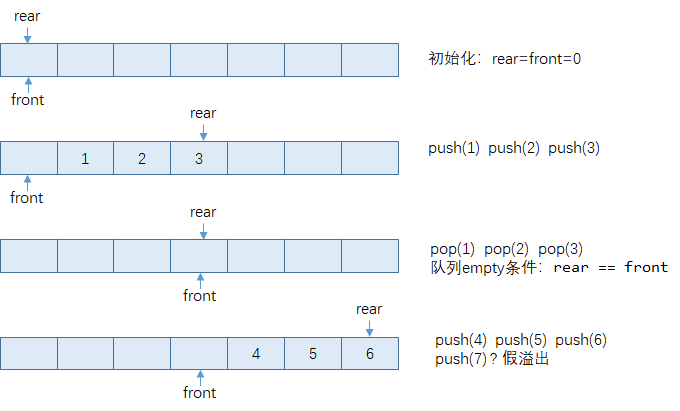 rear
初始化：rear=front=0
front
rear
1 2 3
push(1) push(2) push(3)
front
rear
pop(1) pop(2) pop(3)
队列empty条件：rear == front
front
rear
4 5 6
push(4) push(5) push(6)
push(7)? 假溢出
front